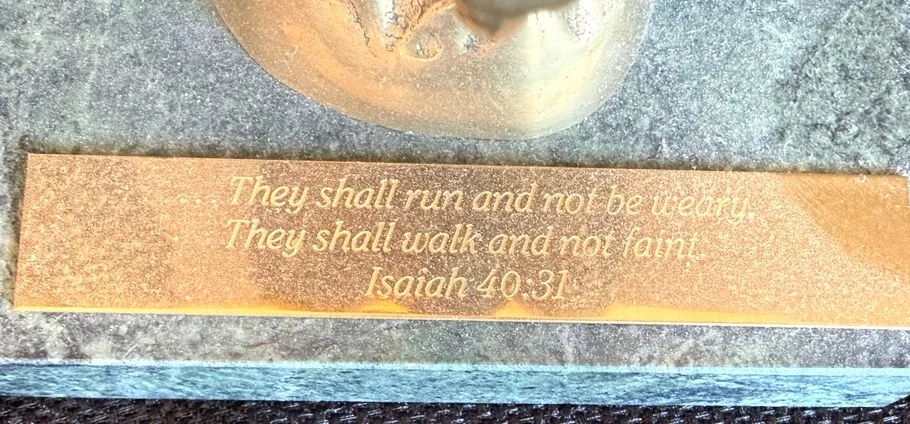 ...They shall run and not be weary.
They shall walk and not faint.
Isaiah 40:31